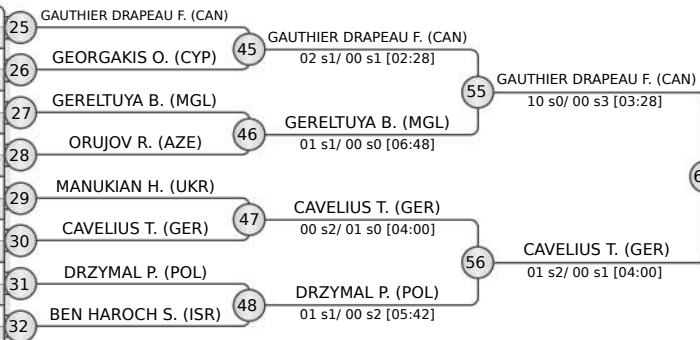 25
GAUTHIER DRAPEAU F. (CAN)
26
GEORGAKIS O. (CYP)
45
GAUTHIER DRAPEAU F. (CAN)
02 s1/ 00 s1 [02:28]
27
GERELTUYA B. (MGL)
28
ORUJOV R. (AZE)
46
GERELTUYA B. (MGL)
01 s1/ 00 s0 [06:48]
55
GAUTHIER DRAPEAU F. (CAN)
10 s0/ 00 s3 [03:28]
29
MANUKIAN H. (UKR)
30
CAVELIUS T. (GER)
47
CAVELIUS T. (GER)
00 s2/ 01 s0 [04:00]
31
DRZYMAL P. (POL)
32
BEN HAROCH S. (ISR)
48
DRZYMAL P. (POL)
01 s1/ 00 s2 [05:42]
56
CAVELIUS T. (GER)
01 s2/ 00 s1 [04:00]